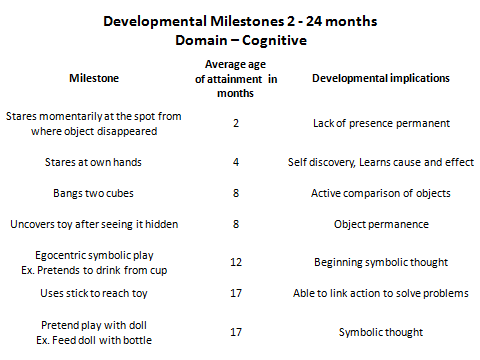 Developmental Milestones 2 - 24 months
Domain – Cognitive
Milestone
Average age
of attainment in
months
Developmental implications
Stares momentarily at the spot from
where object disappeared
2
Lack of presence permanent
Stares at own hands
4
Self discovery, Learns cause and effect
Bangs two cubes
8
Active comparison of objects
Uncovers toy after seeing it hidden
8
Object permanence
Egocentric symbolic play
Ex. Pretends to drink from cup
12
Beginning symbolic thought
Uses stick to reach toy
17
Able to link action to solve problems
Pretend play with doll
Ex. Feed doll with bottle
17
Symbolic thought